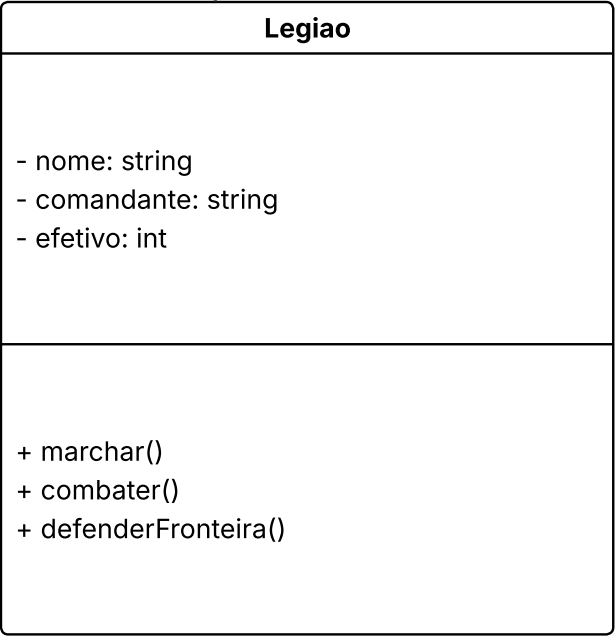 Legiao
- nome: string
- comandante: string
- efetivo: int
+ marchar()
+ combater()
+ defenderFronteira()